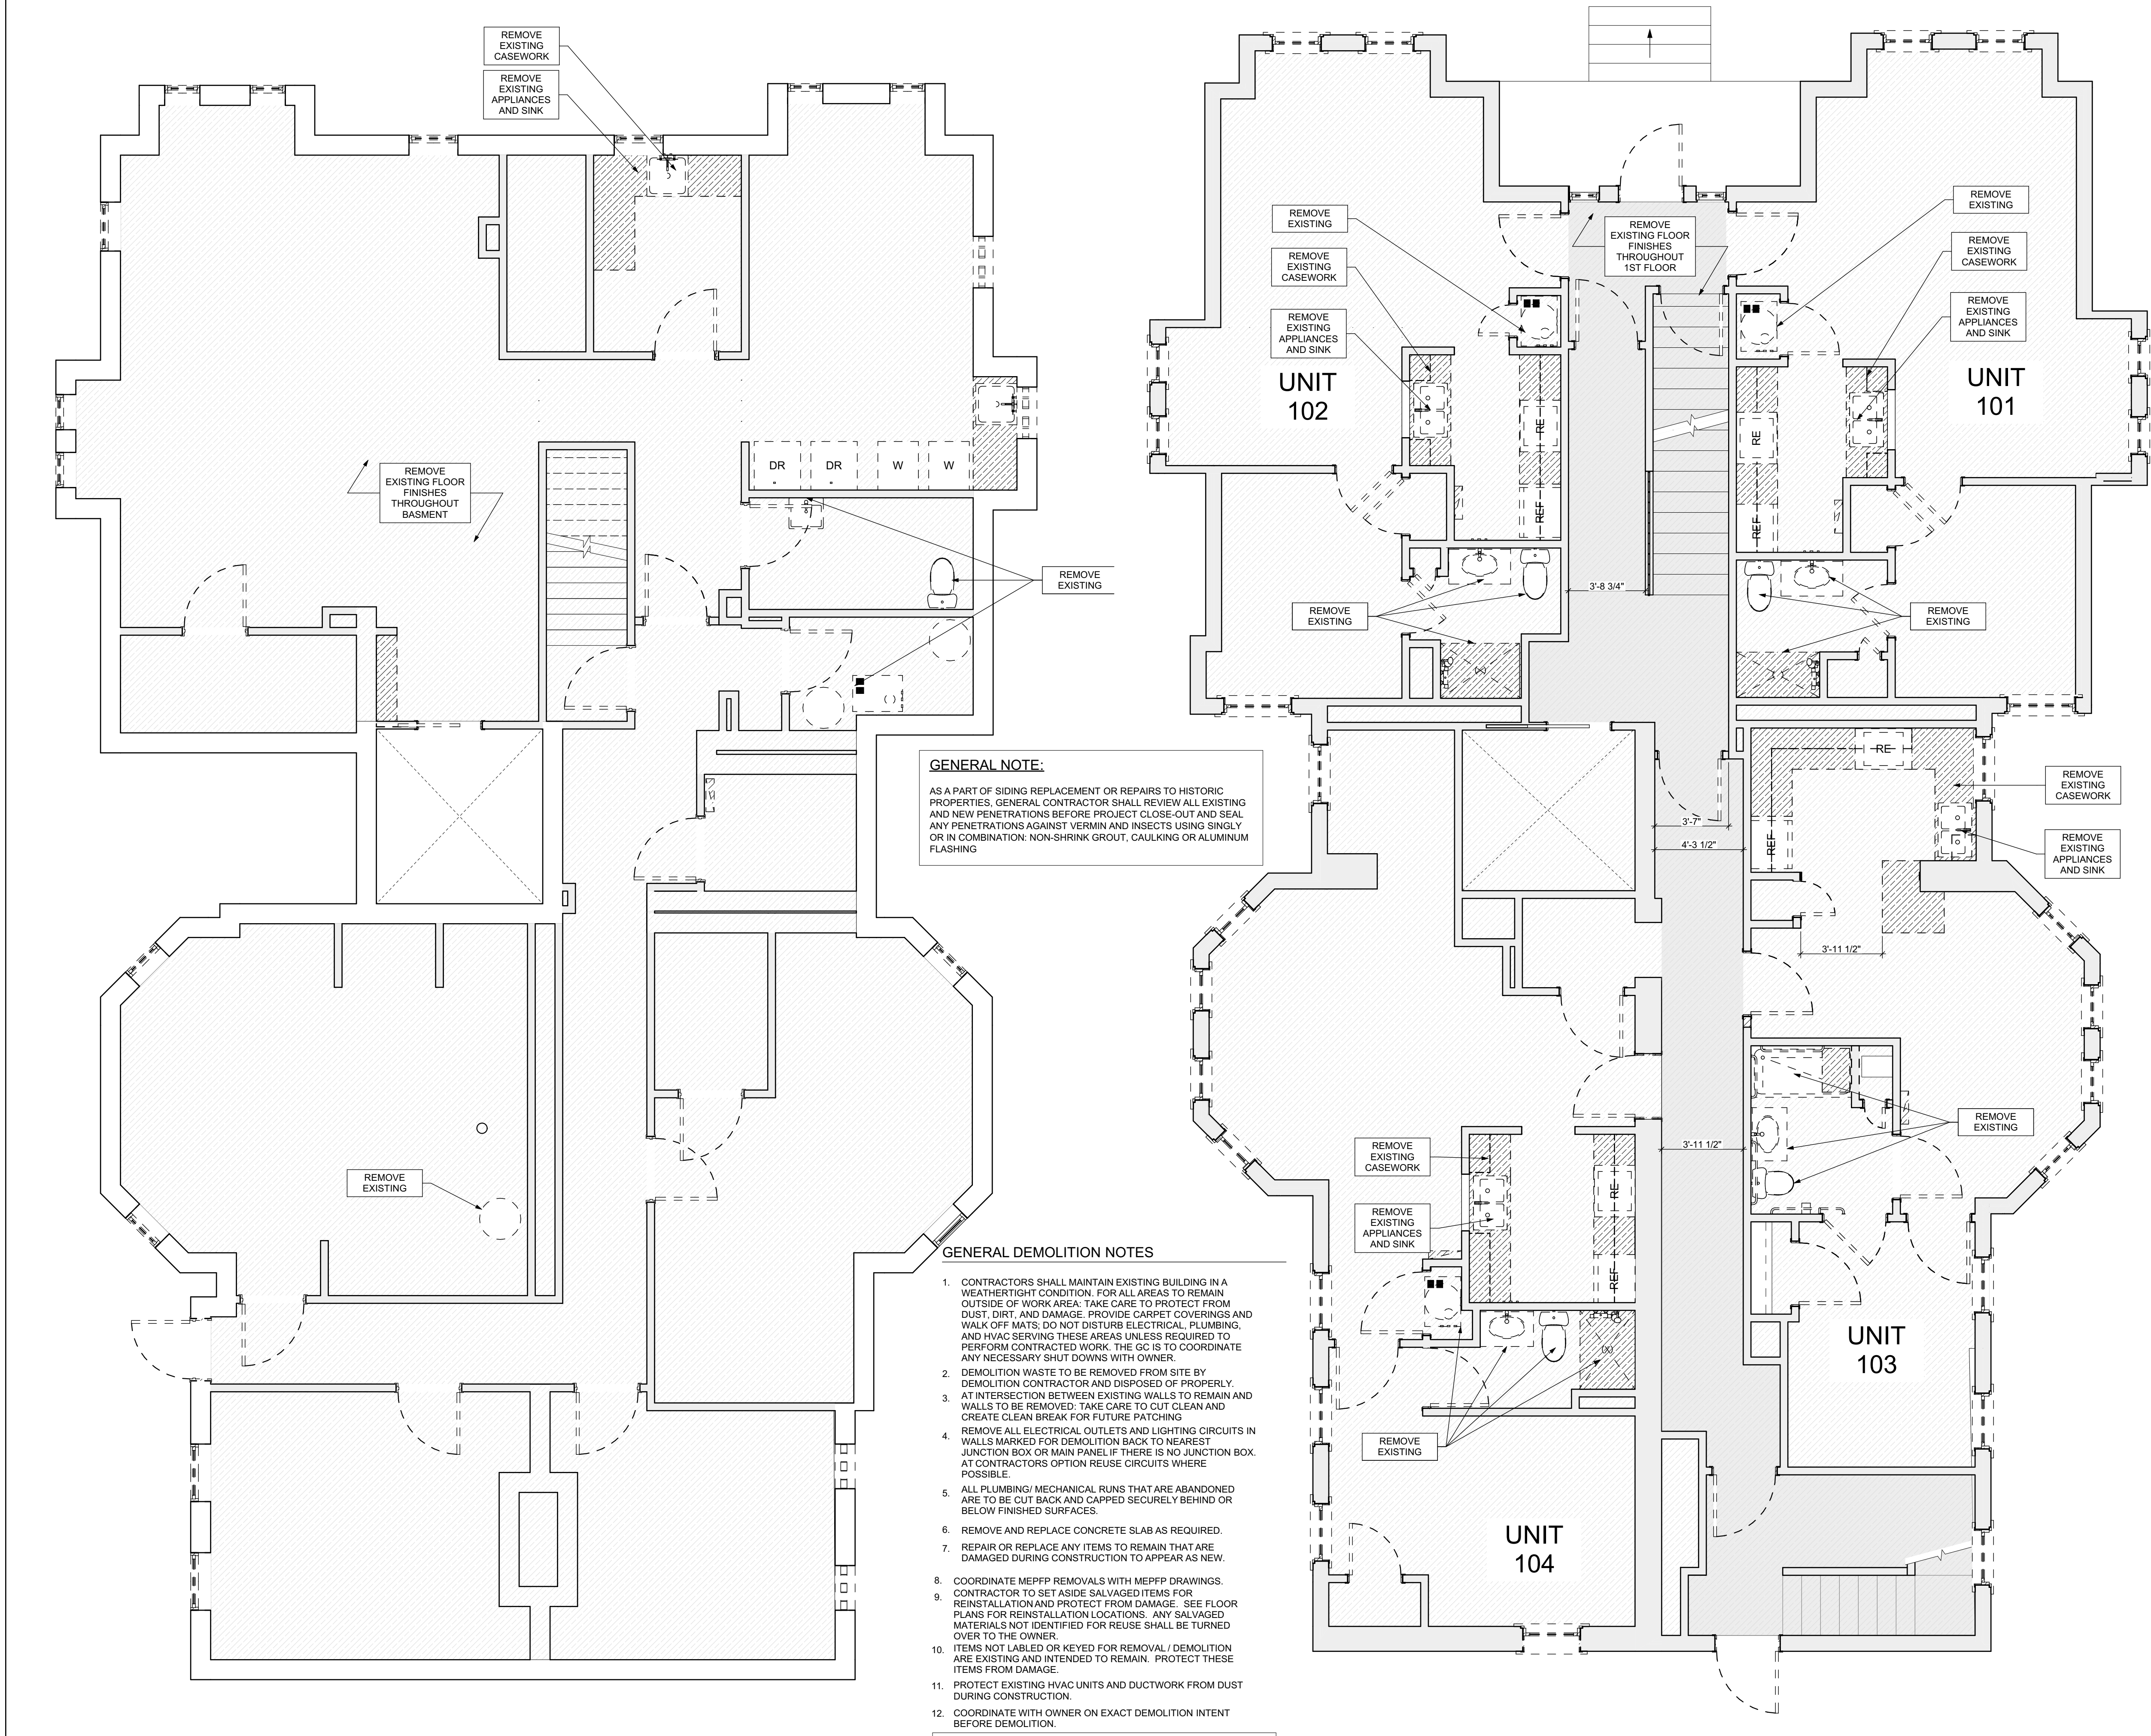 REMOVE
EXISTING
CASEWORK
REMOVE
EXISTING
APPLIANCES
AND SINK
DR
DR
W
W
REMOVE
EXISTING FLOOR
FINISHES
THROUGHOUT
BASMENT
REMOVE
EXISTING
REMOVE
EXISTING
GENERAL NOTE:
AS A PART OF SIDING REPLACEMENT OR REPAIRS TO HISTORIC
PROPERTIES, GENERAL CONTRACTOR SHALL REVIEW ALL EXISTING
AND NEW PENETRATIONS BEFORE PROJECT CLOSE-OUT AND SEAL
ANY PENETRATIONS AGAINST VERMIN AND INSECTS USING SINGLY
OR IN COMBINATION: NON-SHRINK GROUT, CAULKING OR ALUMINUM
FLASHING
GENERAL DEMOLITION NOTES
1. CONTRACTORS SHALL MAINTAIN EXISTING BUILDING IN A
WEATHERTIGHT CONDITION. FOR ALL AREAS TO REMAIN
OUTSIDE OF WORK AREA: TAKE CARE TO PROTECT FROM
DUST, DIRT, AND DAMAGE. PROVIDE CARPET COVERINGS AND
WALK OFF MATS; DO NOT DISTURB ELECTRICAL, PLUMBING,
AND HVAC SERVING THESE AREAS UNLESS REQUIRED TO
PERFORM CONTRACTED WORK. THE GC IS TO COORDINATE
ANY NECESSARY SHUT DOWNS WITH OWNER.
2. DEMOLITION WASTE TO BE REMOVED FROM SITE BY
DEMOLITION CONTRACTOR AND DISPOSED OF PROPERLY.
3. AT INTERSECTION BETWEEN EXISTING WALLS TO REMAIN AND
WALLS TO BE REMOVED: TAKE CARE TO CUT CLEAN AND
CREATE CLEAN BREAK FOR FUTURE PATCHING
4. REMOVE ALL ELECTRICAL OUTLETS AND LIGHTING CIRCUITS IN
WALLS MARKED FOR DEMOLITION BACK TO NEAREST
JUNCTION BOX OR MAIN PANEL IF THERE IS NO JUNCTION BOX.
AT CONTRACTORS OPTION REUSE CIRCUITS WHERE
POSSIBLE.
5. ALL PLUMBING/ MECHANICAL RUNS THAT ARE ABANDONED
ARE TO BE CUT BACK AND CAPPED SECURELY BEHIND OR
BELOW FINISHED SURFACES.
6. REMOVE AND REPLACE CONCRETE SLAB AS REQUIRED.
7. REPAIR OR REPLACE ANY ITEMS TO REMAIN THAT ARE
DAMAGED DURING CONSTRUCTION TO APPEAR AS NEW.
8. COORDINATE MEPFP REMOVALS WITH MEPFP DRAWINGS.
9. CONTRACTOR TO SET ASIDE SALVAGED ITEMS FOR
REINSTALLATION AND PROTECT FROM DAMAGE. SEE FLOOR
PLANS FOR REINSTALLATION LOCATIONS. ANY SALVAGED
MATERIALS NOT IDENTIFIED FOR REUSE SHALL BE TURNED
OVER TO THE OWNER.
10. ITEMS NOT LABLED OR KEYED FOR REMOVAL / DEMOLITION
ARE EXISTING AND INTENDED TO REMAIN. PROTECT THESE
ITEMS FROM DAMAGE.
11. PROTECT EXISTING HVAC UNITS AND DUCTWORK FROM DUST
DURING CONSTRUCTION.
12. COORDINATE WITH OWNER ON EXACT DEMOLITION INTENT
BEFORE DEMOLITION.
REMOVE
EXISTING
REMOVE
EXISTING
CASEWORK
REMOVE
EXISTING
APPLIANCES
AND SINK
REMOVE
EXISTING FLOOR
FINISHES
THROUGHOUT
1ST FLOOR
REMOVE
EXISTING
REMOVE
EXISTING
CASEWORK
REMOVE
EXISTING
APPLIANCES
AND SINK
UNIT
102
UNIT
101
RE
REF
RE
REF
3'-8 3/4"
REMOVE
EXISTING
REMOVE
EXISTING
RE
REF
REMOVE
EXISTING
CASEWORK
REMOVE
EXISTING
APPLIANCES
AND SINK
3'-7"
4'-3 1/2"
3'-11 1/2"
REMOVE
EXISTING
3'-11 1/2"
REMOVE
EXISTING
CASEWORK
REMOVE
EXISTING
APPLIANCES
AND SINK
RE
REF
UNIT
103
REMOVE
EXISTING
UNIT
104